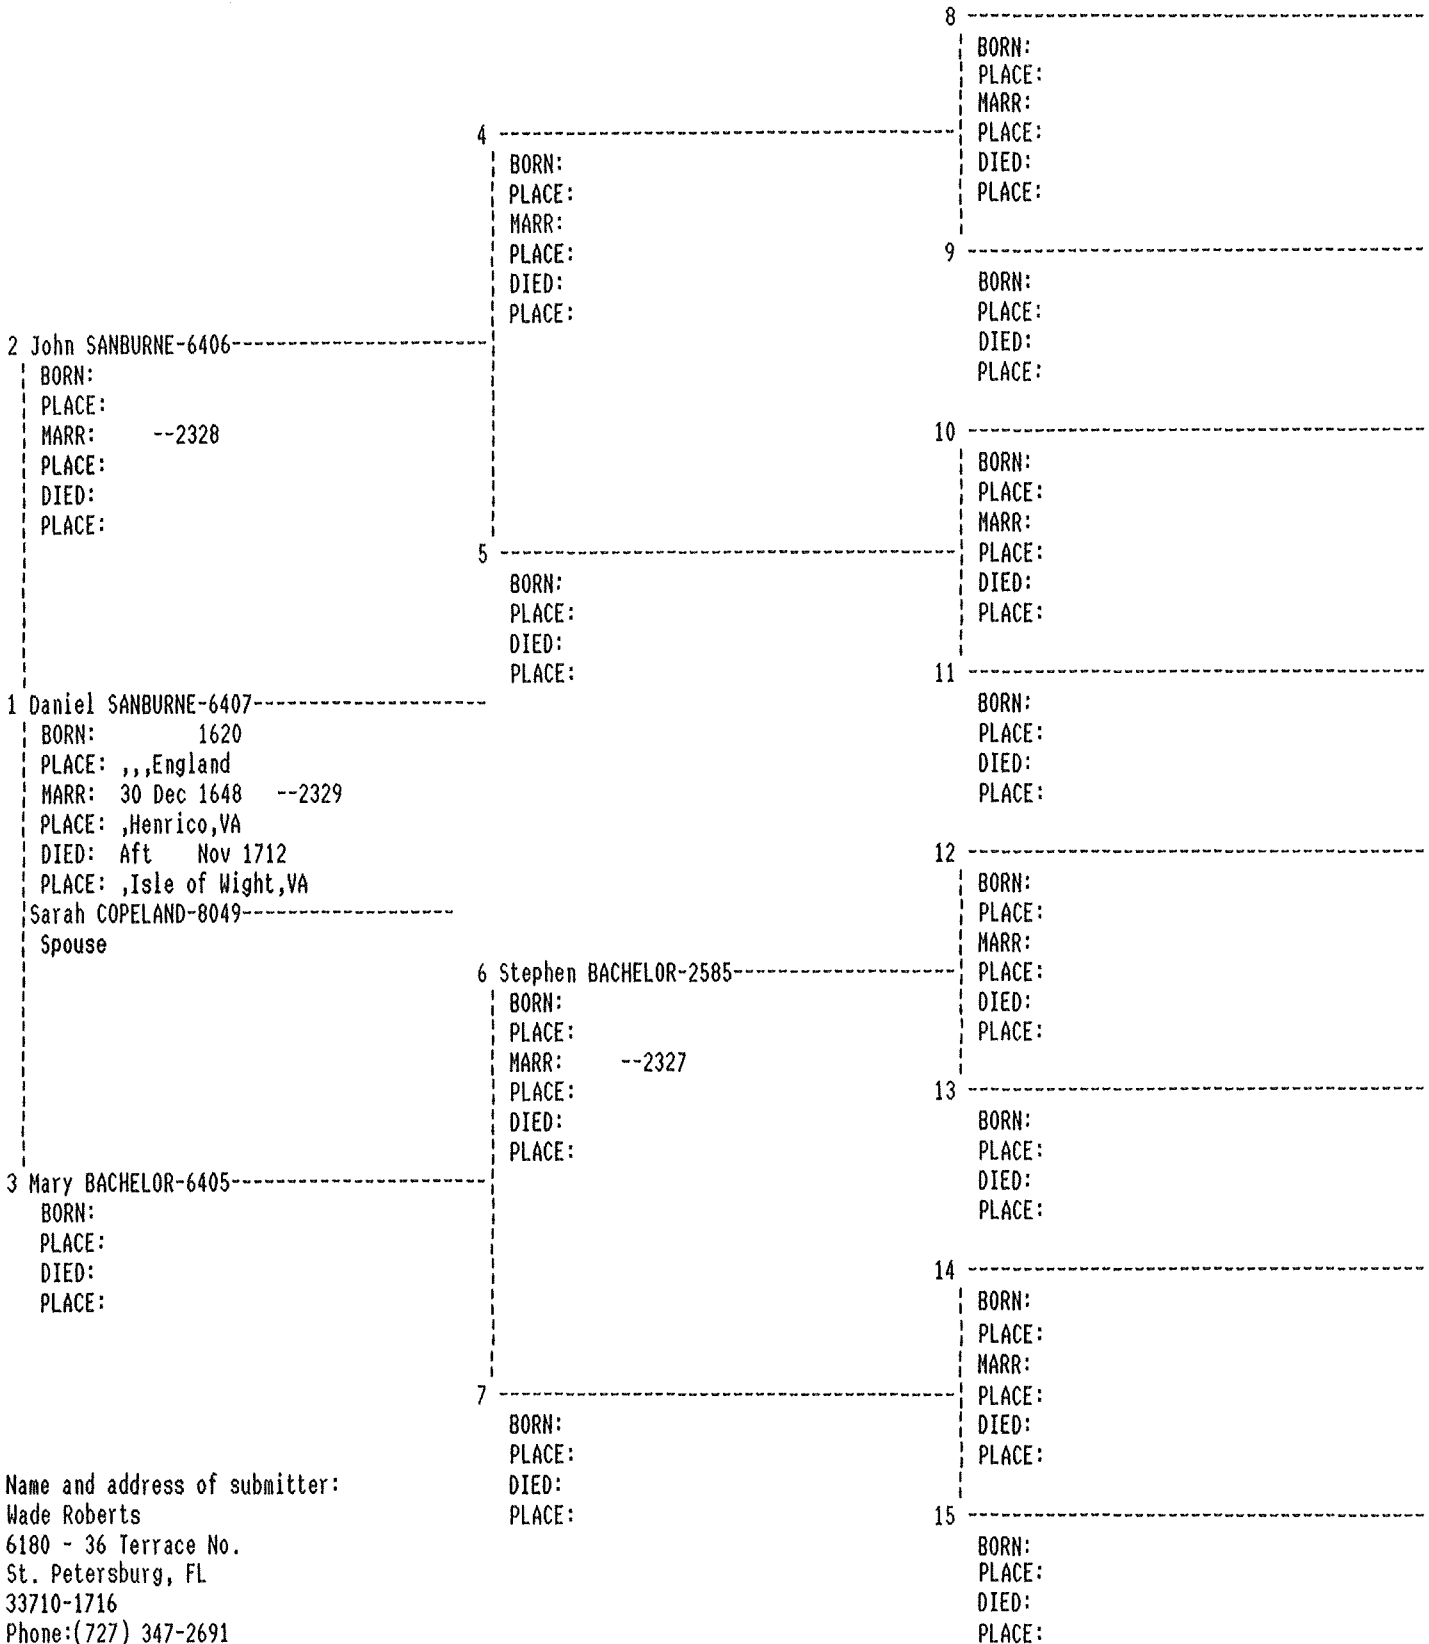 8
BORN:
PLACE:
MARR:
PLACE:
DIED:
PLACE:
4
BORN:
PLACE:
MARR:
PLACE:
DIED:
PLACE:
9
BORN:
PLACE:
DIED:
PLACE:
2 John SANBURNE-6406
BORN:
PLACE:
MARR: --2328
PLACE:
DIED:
PLACE:
10
BORN:
PLACE:
MARR:
PLACE:
DIED:
PLACE:
5
BORN:
PLACE:
DIED:
PLACE:
11
BORN:
PLACE:
DIED:
PLACE:
1 Daniel SANBURNE-6407
BORN: 1620
PLACE: ,,,England
MARR: 30 Dec 1648 --2329
PLACE: ,Henrico,VA
DIED: Aft Nov 1712
PLACE: ,Isle of Wight,VA
Sarah COPELAND-8049
Spouse
12
BORN:
PLACE:
MARR:
PLACE:
DIED:
PLACE:
6 Stephen BACHELOR-2585
BORN:
PLACE:
MARR: --2327
PLACE:
DIED:
PLACE:
13
BORN:
PLACE:
DIED:
PLACE:
3 Mary BACHELOR-6405
BORN:
PLACE:
DIED:
PLACE:
14
BORN:
PLACE:
MARR:
PLACE:
DIED:
PLACE:
7
BORN:
PLACE:
DIED:
PLACE:
15
BORN:
PLACE:
DIED:
PLACE:
Name and address of submitter:
Wade Roberts
6180 - 36 Terrace No.
St. Petersburg, FL
33710-1716
Phone:(727) 347-2691